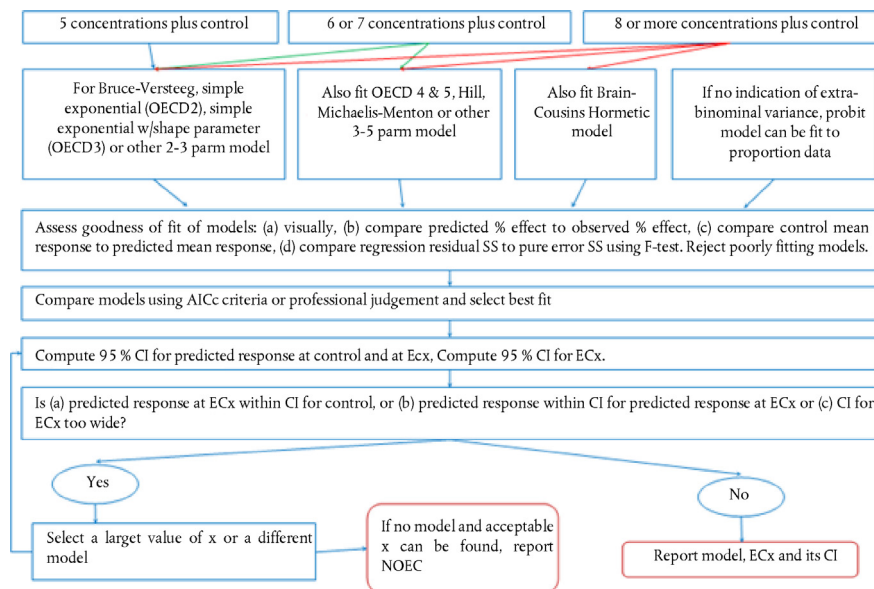 5 concentrations plus control
6 or 7 concentrations plus control
8 or more concentrations plus control
For Bruce-Versteeg, simple
exponential (OECD2), simple
exponential w/shape parameter
(OECD3) or other 2-3 parm model
Also fit OECD 4 & 5, Hill,
Michaelis-Menton or other
3-5 parm model
Also fit Brain-
Cousins Hormetic
model
If no indication of extra-
binominal variance, probit
model can be fit to
proportion data
Assess goodness of fit of models: (a) visually, (b) compare predicted % effect to observed % effect, (c) compare control mean
response to predicted mean response, (d) compare regression residual SS to pure error SS using F-test. Reject poorly fitting models.
Compare models using AICc criteria or professional judgement and select best fit
Compute 95 % CI for predicted response at control and at Ecx, Compute 95 % CI for ECx.
Is (a) predicted response at ECx within CI for control, or (b) predicted response within CI for predicted response at ECx or (c) CI for
ECx too wide?
Yes
No
Select a larget value of x or a different
model
If no model and acceptable
x can be found, report
NOEC
Report model, ECx and its CI